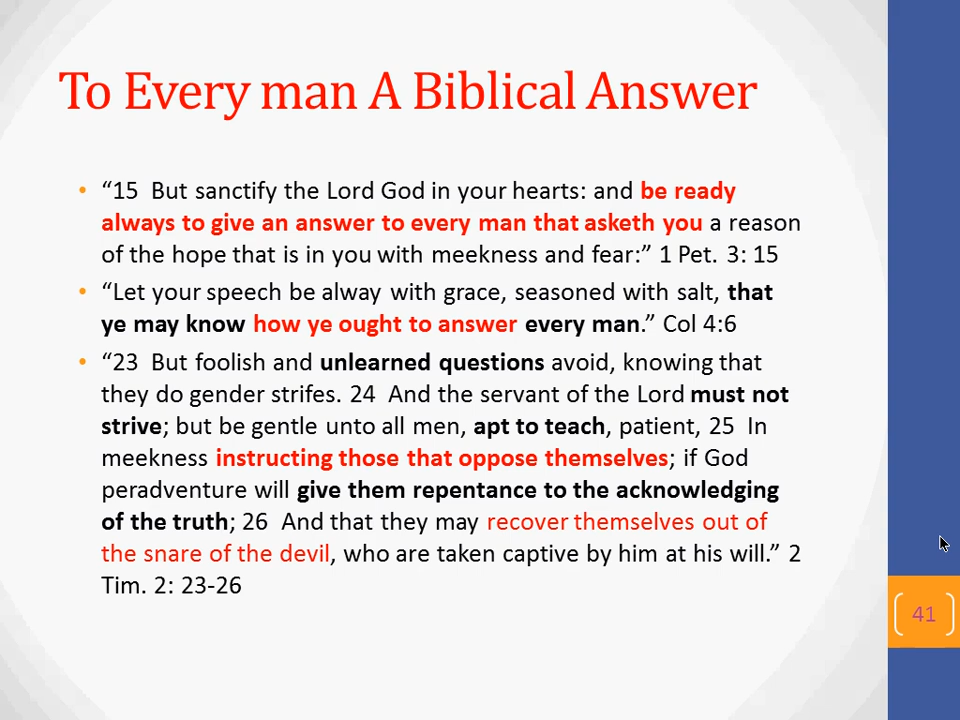 To Every man A Biblical Answer
• “15 But sanctify the Lord God in your hearts: and be ready
always to give an answer to every man that asketh you a reason
of the hope that is in you with meekness and fear:” 1 Pet. 3: 15
• “Let your speech be alway with grace, seasoned with salt, that
ye may know how ye ought to answer every man.” Col 4:6
• “23 But foolish and unlearned questions avoid, knowing that
they do gender strifes. 24 And the servant of the Lord must not
strive; but be gentle unto all men, apt to teach, patient, 25 In
meekness instructing those that oppose themselves; if God
peradventure will give them repentance to the acknowledging
of the truth; 26 And that they may recover themselves out of
the snare of the devil, who are taken captive by him at his will.” 2
Tim. 2: 23-26
41